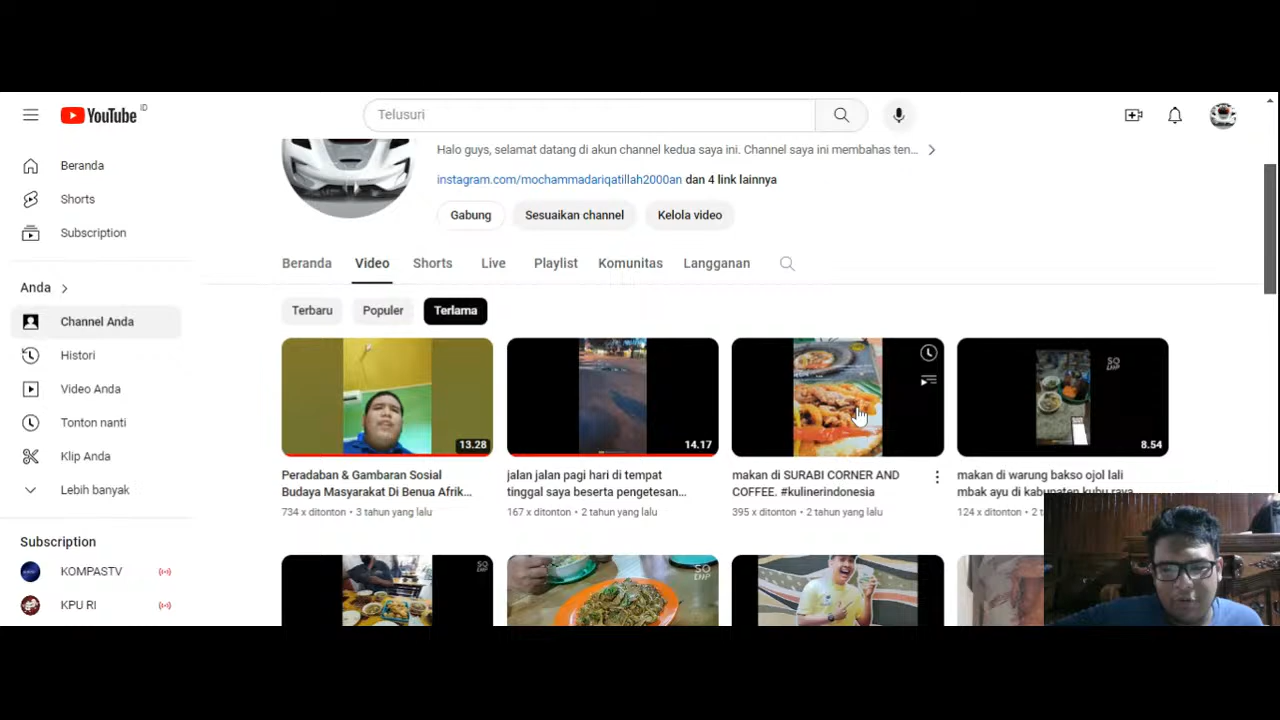 YouTube ID
Telusuri
Beranda
Shorts
Subscription
Anda
Channel Anda
Histori
Video Anda
Tonton nanti
Klip Anda
Lebih banyak
Subscription
KOMPASTV
KPU RI
Halo guys, selamat datang di akun channel kedua saya ini. Channel saya ini membahas ten...
instagram.com/mochammadariqatillah2000an dan 4 link lainnya
Gabung
Sesuaikan channel
Kelola video
Beranda
Video
Shorts
Live
Playlist
Komunitas
Langganan
Terbaru
Populer
Terlama
13.28
Peradaban & Gambaran Sosial
Budaya Masyarakat Di Benua Afrik...
734 x ditonton • 3 tahun yang lalu
14.17
jalan jalan pagi hari di tempat
tinggal saya beserta pengetesan...
167 x ditonton • 2 tahun yang lalu
makan di SURABI CORNER AND
COFFEE. #kulinerindonesia
395 x ditonton • 2 tahun yang lalu
8.54
makan di warung bakso ojol lali
mbak ayu di kabupaten kubu raya
124 x ditonton • 2